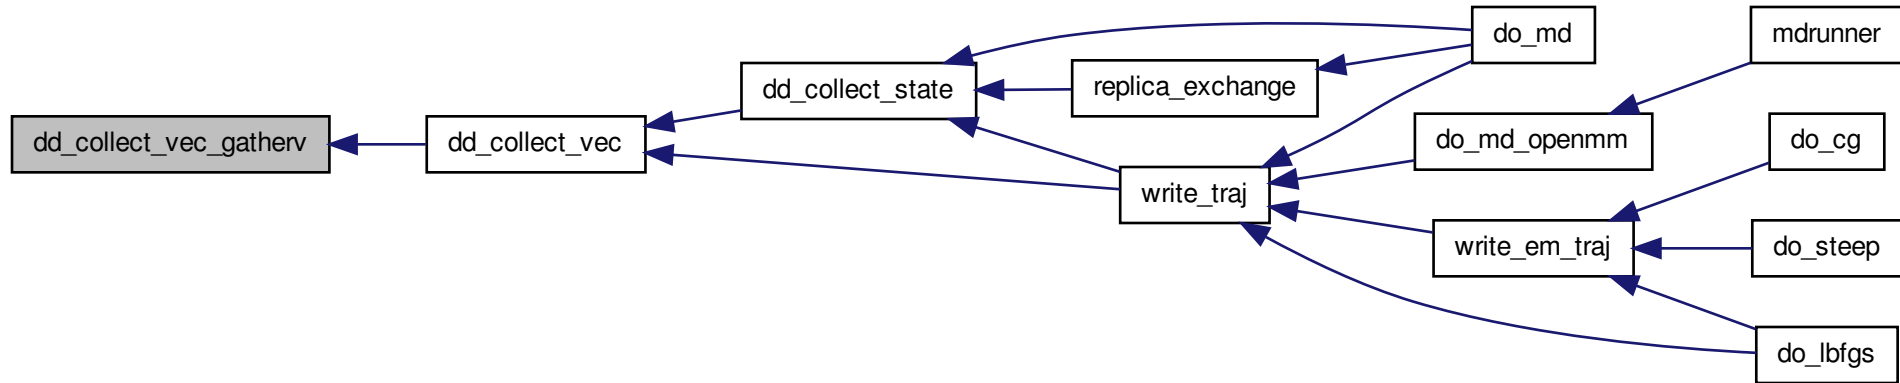 dd_collect_vec_gatherv
dd_collect_vec
dd_collect_state
replica_exchange
write_traj
do_md
do_md_openmm
write_em_traj
mdrunner
do_cg
do_steep
do_lbfgs